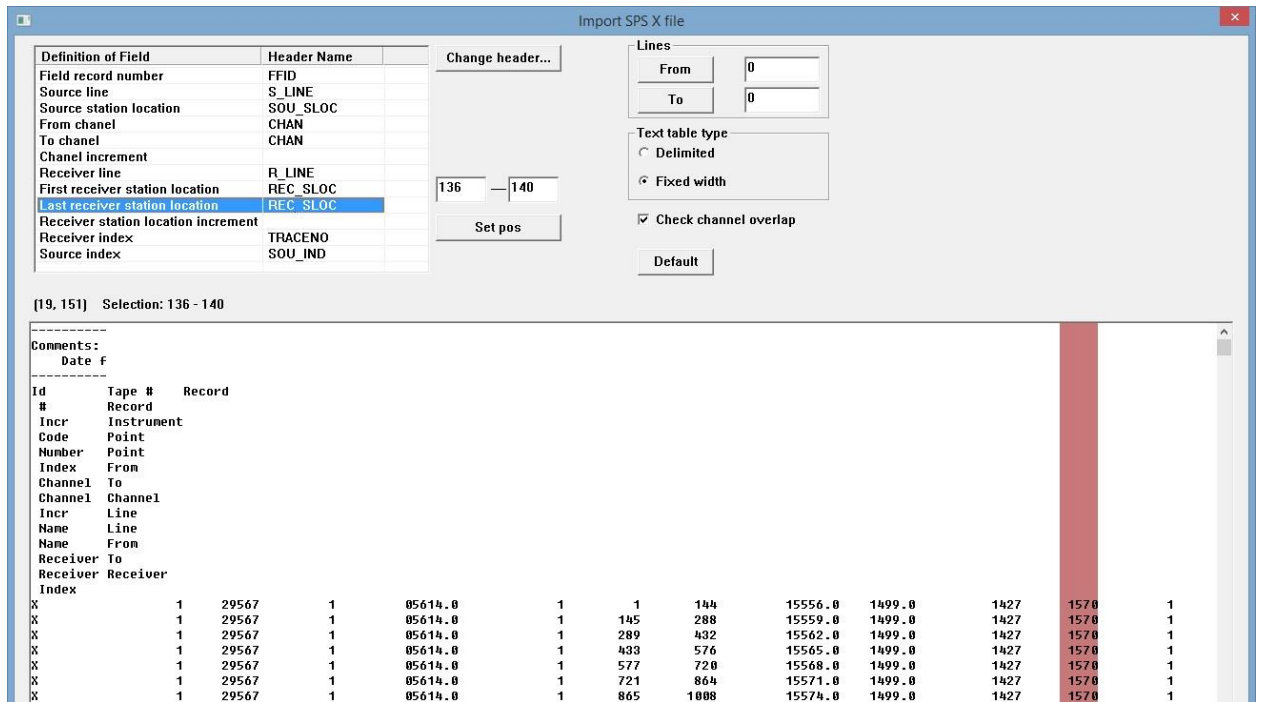 Import SPS X file
Definition of Field Header Name
Field record number FFID
Source line S_LINE
Source station location SOU_SLOC
From chanel CHAN
To chanel CHAN
Chanel increment
Receiver line R_LINE
First receiver station location REC_SLOC
Last receiver station location REC_SLOC
Receiver station location increment
Receiver index TRACENO
Source index SOU_IND
Change header...
136 — 140
Set pos
Lines
From 0
To 0
Text table type
Delimited
Fixed width
Check channel overlap
Default
(19, 151) Selection: 136 - 140
----------
Comments:
Date f
----------
Id Tape # Record
# Record
Incr Instrument
Code Point
Number Point
Index From
Channel To
Channel Channel
Incr Line
Name Line
Name From
Receiver To
Receiver Receiver
Index
X 1 29567 1 05614.0 1 1 144 15556.0 1499.0 1427 1570 1
X 1 29567 1 05614.0 1 145 288 15559.0 1499.0 1427 1570 1
X 1 29567 1 05614.0 1 289 432 15562.0 1499.0 1427 1570 1
X 1 29567 1 05614.0 1 433 576 15565.0 1499.0 1427 1570 1
X 1 29567 1 05614.0 1 577 720 15568.0 1499.0 1427 1570 1
X 1 29567 1 05614.0 1 721 864 15571.0 1499.0 1427 1570 1
X 1 29567 1 05614.0 1 865 1008 15574.0 1499.0 1427 1570 1